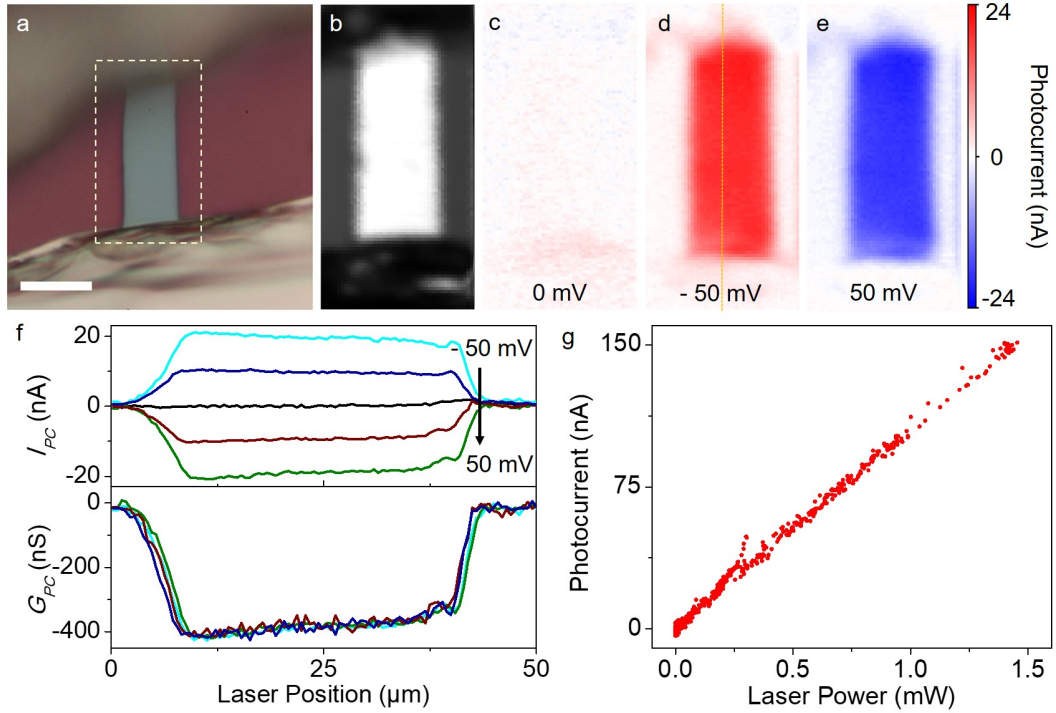 a
b
c
d
e
0 mV
- 50 mV
50 mV
24
0
-24
Photocurrent (nA)
f
20
0
-20
I_PC (nA)
- 50 mV
50 mV
0
-200
-400
G_PC (nS)
0
25
50
Laser Position (µm)
g
150
75
0
Photocurrent (nA)
0.0
0.5
1.0
1.5
Laser Power (mW)